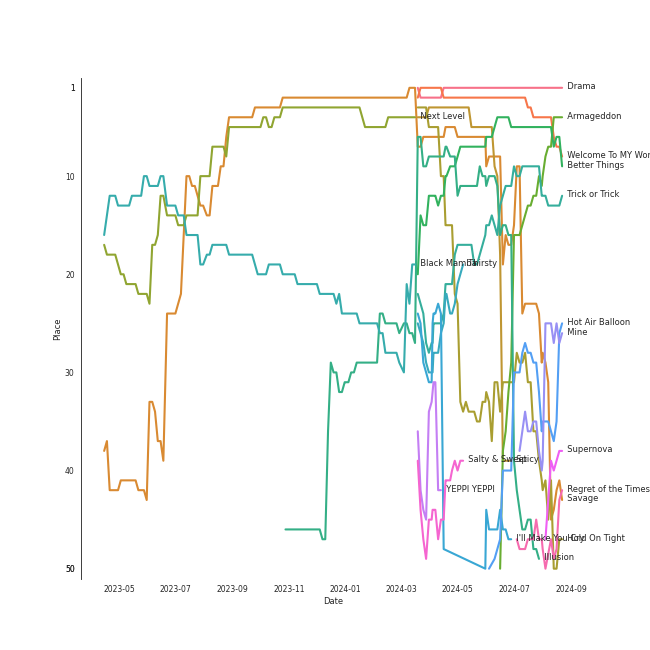 Drama
Next Level
Armageddon
Welcome To MY Wor
Better Things
Trick or Trick
Black Mamba
Thirsty
Hot Air Balloon
Mine
Supernova
Salty & Sweet
Spicy
YEPPI YEPPI
Regret of the Times
Savage
I'll Make You Cry
Hold On Tight
Illusion
1
10
20
30
40
50
Place
2023-05
2023-07
2023-09
2023-11
2024-01
2024-03
2024-05
2024-07
2024-09
Date